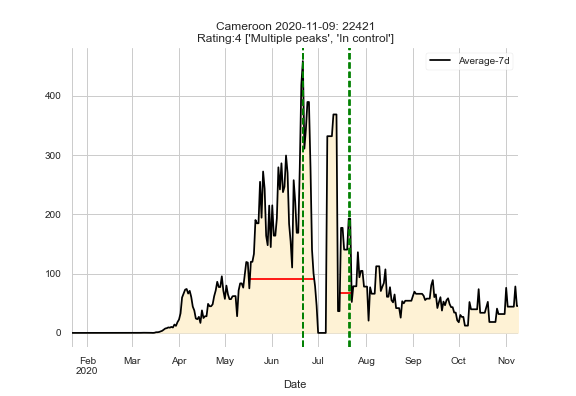 Cameroon 2020-11-09: 22421
Rating:4 ['Multiple peaks', 'In control']
Average-7d
400
300
200
100
0
Feb Mar Apr May Jun Jul Aug Sep Oct Nov
2020
Date